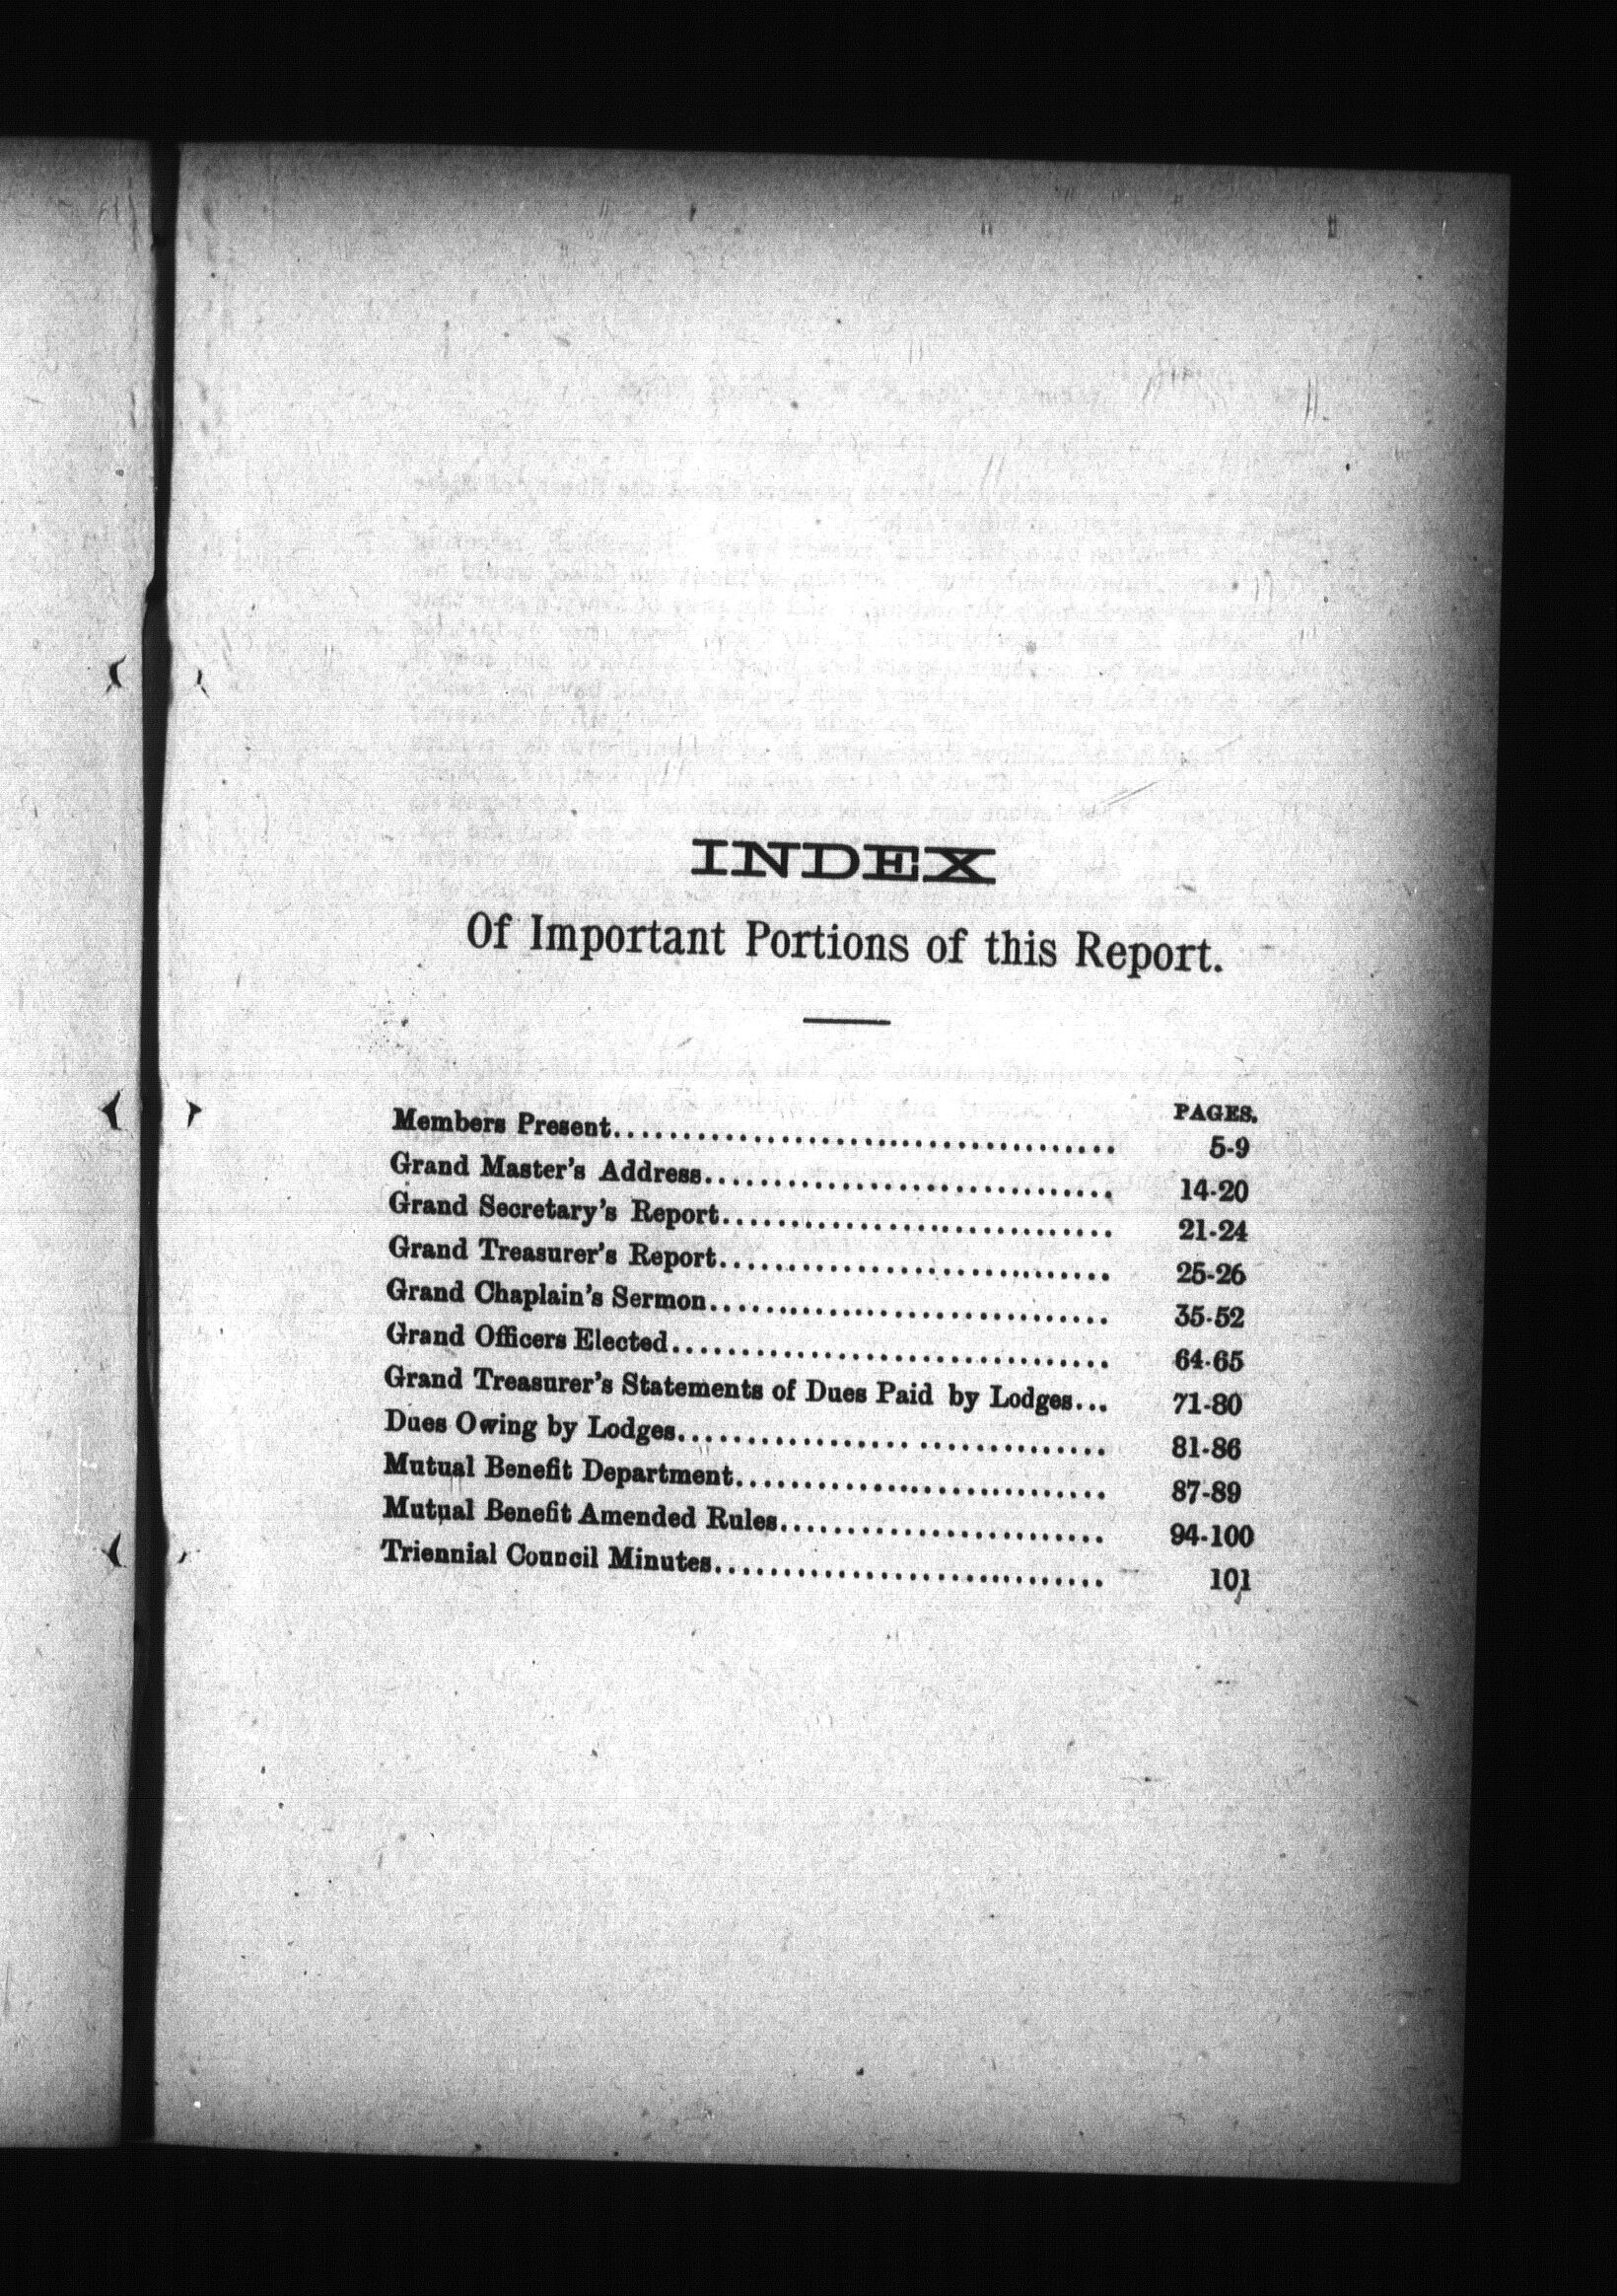 INDEX
Of Important Portions of this Report.
PAGES.
Members Present........................................ 5-9
Grand Master's Address................................ 14-20
Grand Secretary's Report.............................. 21-24
Grand Treasurer's Report.............................. 25-26
Grand Chaplain's Sermon............................... 35-52
Grand Officers Elected................................ 64-65
Grand Treasurer's Statements of Dues Paid by Lodges... 71-80
Dues Owing by Lodges................................ 81-86
Mutual Benefit Department............................. 87-89
Mutual Benefit Amended Rules........................ 94-100
Triennial Council Minutes............................. 101